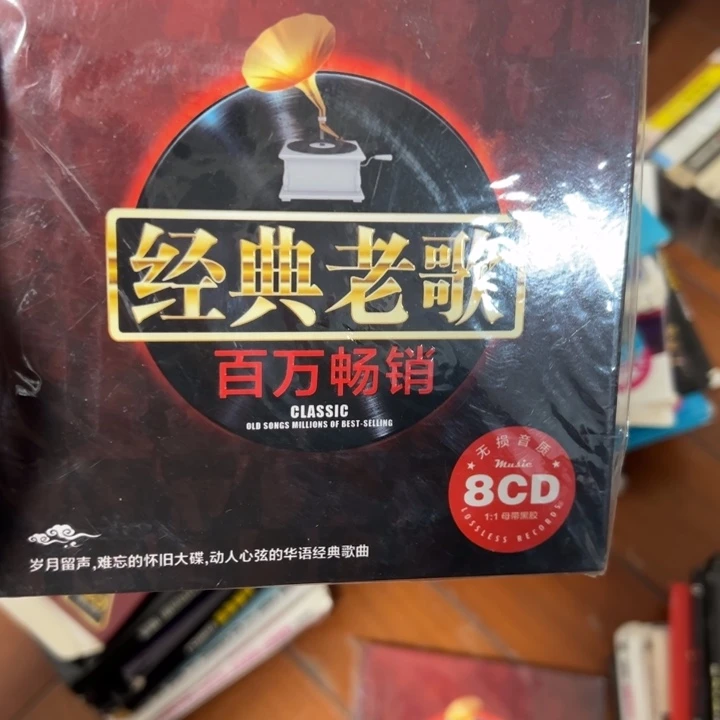 经典老歌
百万畅销
CLASSIC
OLD SONGS MILLIONS OF BEST-SELLING
无损音质
Music
8CD
1:1 母带黑胶
LOSSLESS RECORDS
岁月留声,难忘的怀旧大碟,动人心弦的华语经典歌曲